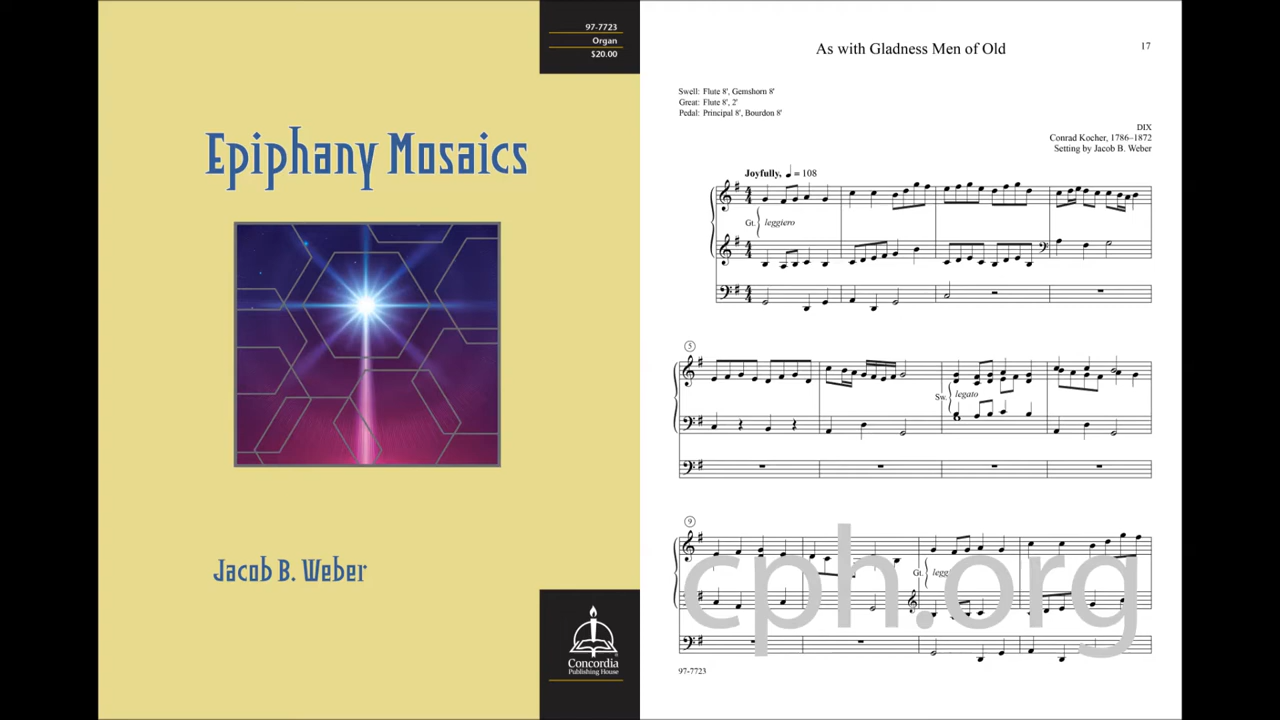 97-7723
Organ
$20.00
Epiphany Mosaics
Jacob B. Weber
Concordia
Publishing House
As with Gladness Men of Old
17
Swell: Flute 8', Gemshorn 8'
Great: Flute 8', 2'
Pedal: Principal 8', Bourdon 8'
DIX
Conrad Kocher, 1786–1872
Setting by Jacob B. Weber
Joyfully, ♩ = 108
Gt. leggiero
5
Sw. legato
9
Gt.
cph.org
97-7723